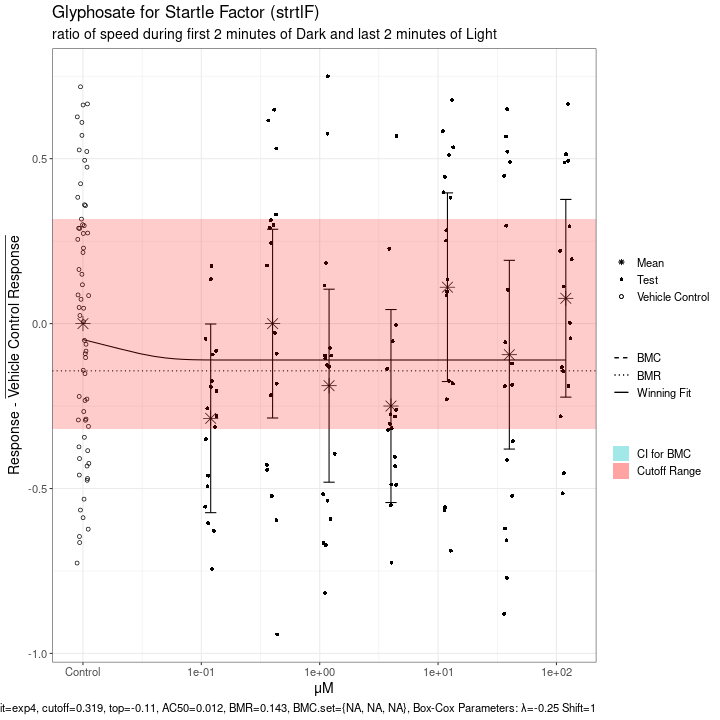 Glyphosate for Startle Factor (strtlF)
ratio of speed during first 2 minutes of Dark and last 2 minutes of Light
Response - Vehicle Control Response
0.5
0.0
-0.5
-1.0
Control
1e-01
1e+00
1e+01
1e+02
μM
Mean
Test
Vehicle Control
BMC
BMR
Winning Fit
CI for BMC
Cutoff Range
it=exp4, cutoff=0.319, top=-0.11, AC50=0.012, BMR=0.143, BMC.set={NA, NA, NA}, Box-Cox Parameters: λ=-0.25 Shift=1